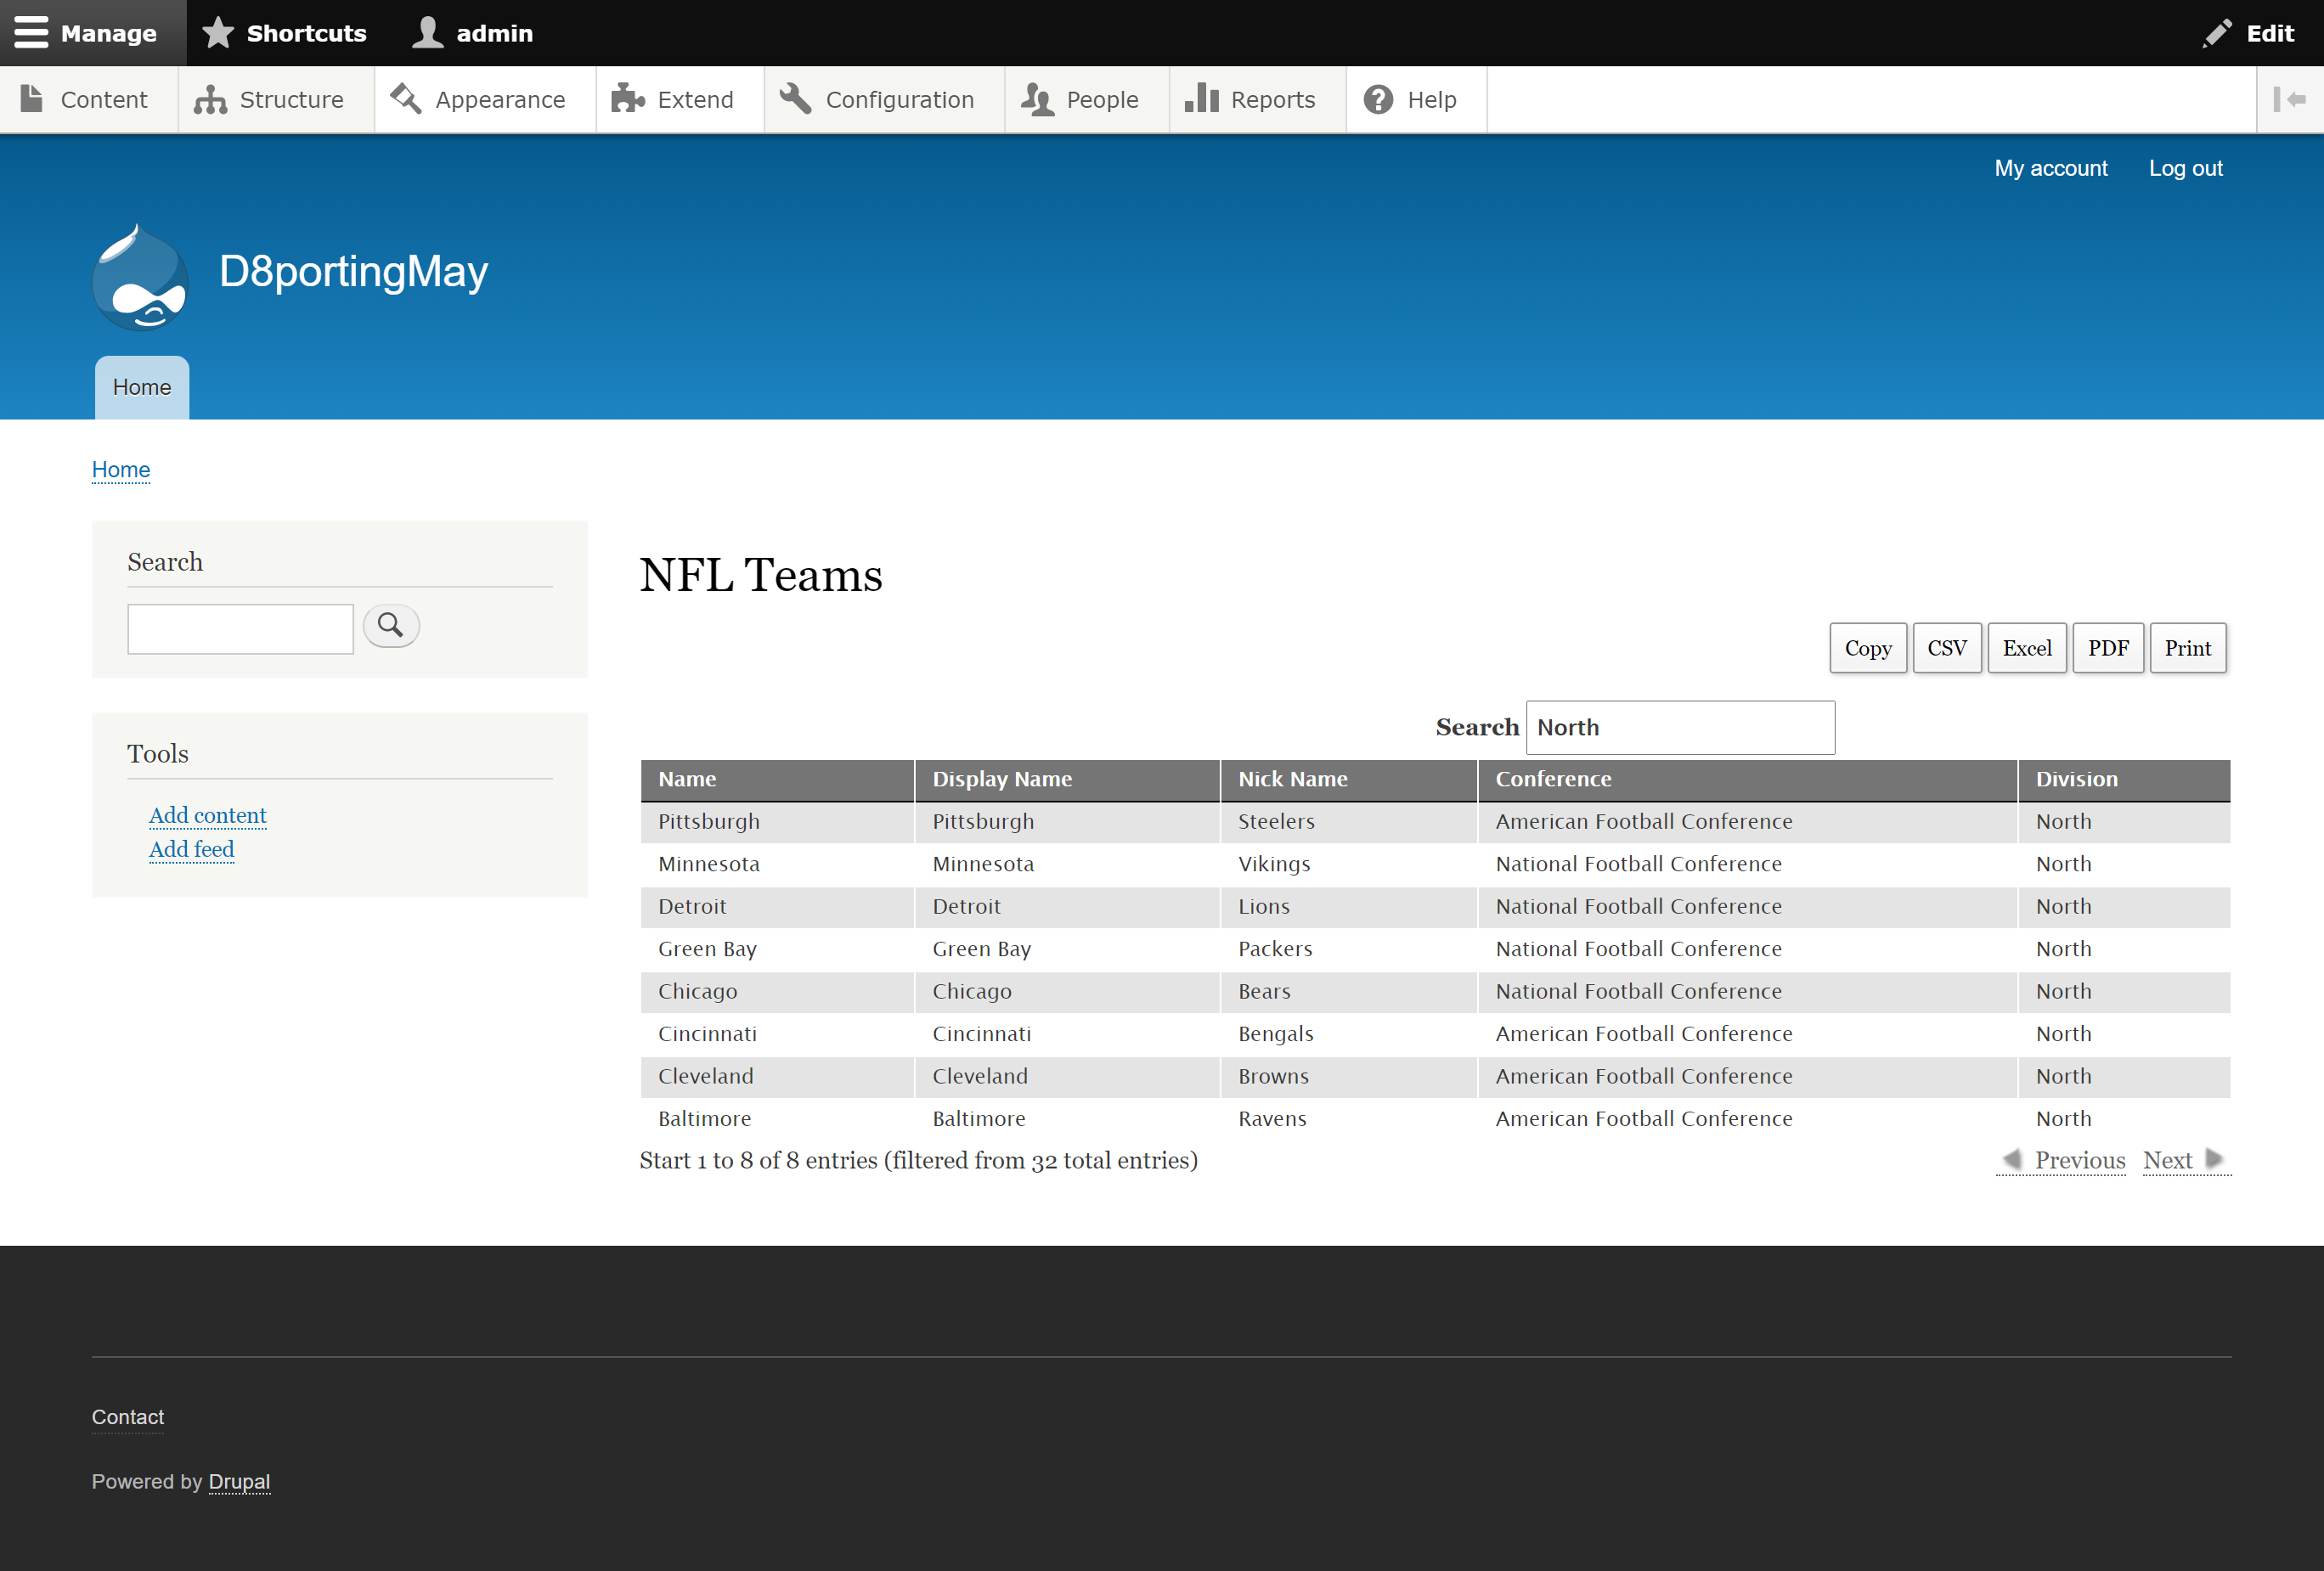 Manage Shortcuts admin Edit
Content Structure Appearance Extend Configuration People Reports Help
My account Log out
D8portingMay
Home
Home
Search
Tools
Add content
Add feed
NFL Teams
Copy CSV Excel PDF Print
Search North
Name Display Name Nick Name Conference Division
Pittsburgh Pittsburgh Steelers American Football Conference North
Minnesota Minnesota Vikings National Football Conference North
Detroit Detroit Lions National Football Conference North
Green Bay Green Bay Packers National Football Conference North
Chicago Chicago Bears National Football Conference North
Cincinnati Cincinnati Bengals American Football Conference North
Cleveland Cleveland Browns American Football Conference North
Baltimore Baltimore Ravens American Football Conference North
Start 1 to 8 of 8 entries (filtered from 32 total entries) Previous Next
Contact
Powered by Drupal